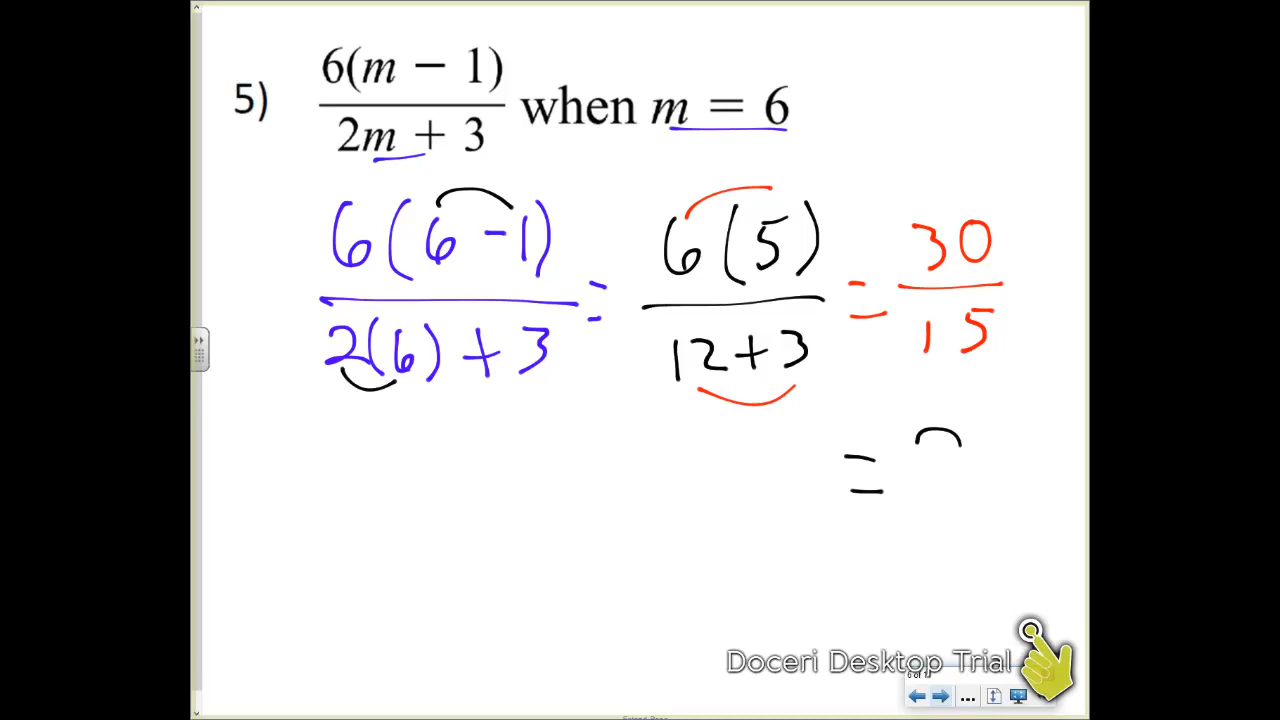 5) 6(m − 1)
2m + 3
when m = 6
6(6 − 1)
2(6) + 3
=
6(5)
12 + 3
=
30
15
=
Doceri Desktop Trial